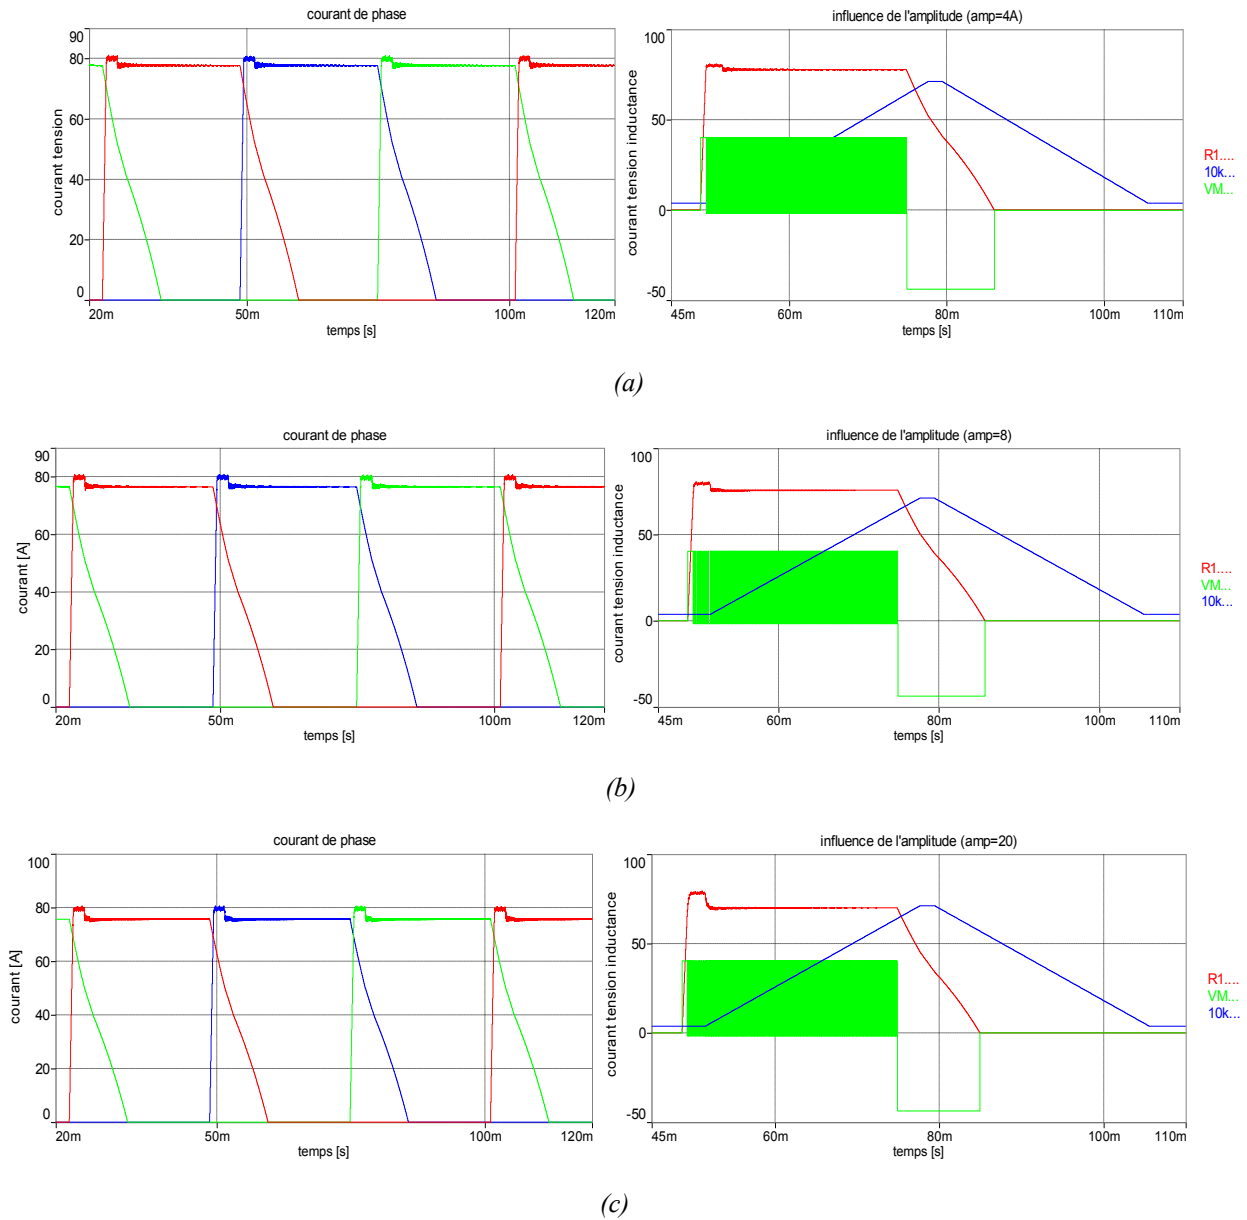 courant de phase
90
80
60
40
20
0
courant tension
20m
50m
100m
120m
temps [s]
influence de l'amplitude (amp=4A)
100
50
0
-50
courant tension inductance
45m
60m
80m
100m
110m
temps [s]
R1....
10k...
VM...
(a)
courant de phase
90
80
60
40
20
0
courant [A]
20m
50m
100m
120m
temps [s]
influence de l'amplitude (amp=8)
100
50
0
-50
courant tension inductance
45m
60m
80m
100m
110m
temps [s]
R1....
VM...
10k...
(b)
courant de phase
100
80
60
40
20
0
courant [A]
20m
50m
100m
120m
temps [s]
influence de l'amplitude (amp=20)
100
50
0
-50
courant tension inductance
45m
60m
80m
100m
110m
temps [s]
R1....
VM...
10k...
(c)